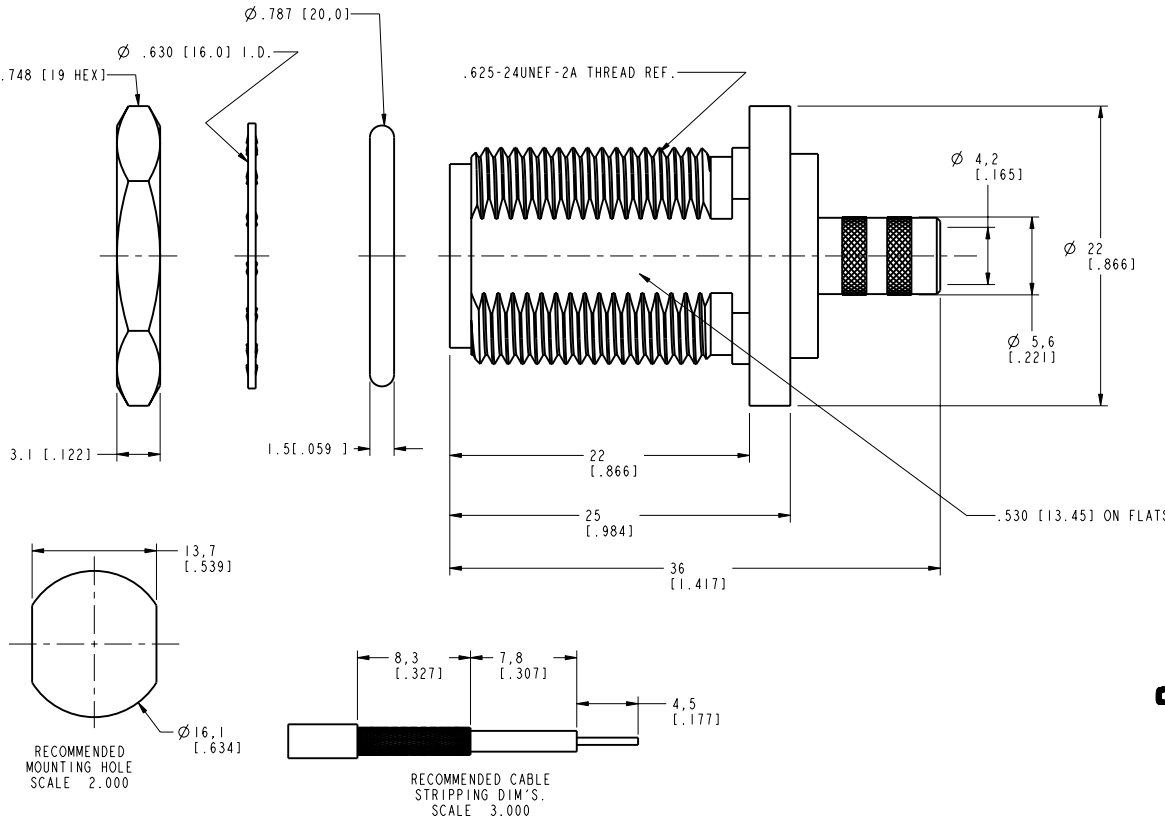 Ø.787 [20,0]
Ø .630 [16.0] I.D.
.748 [19 HEX]
.625-24UNEF-2A THREAD REF.
Ø 4,2
[.165]
Ø 22
[.866]
Ø 5,6
[.221]
3.1 [.122]
1.5[.059 ]
22
[.866]
25
[.984]
.530 [13.45] ON FLATS
36
[1.417]
13,7
[.539]
8,3
[.327]
7,8
[.307]
4,5
[.177]
Ø16,1
[.634]
RECOMMENDED
MOUNTING HOLE
SCALE 2.000
RECOMMENDED CABLE
STRIPPING DIM'S.
SCALE 3.000